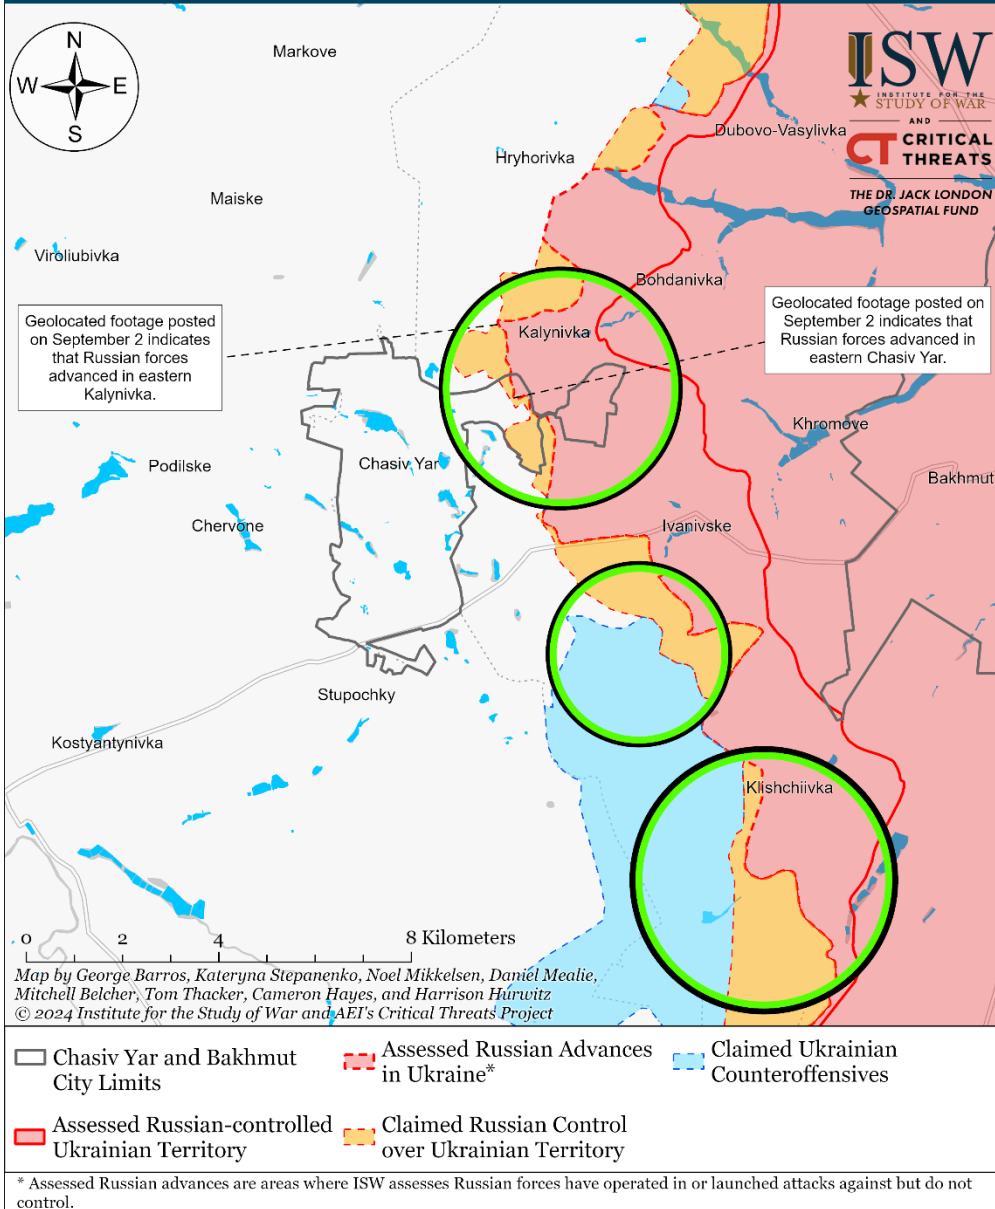 N
W
E
S
Markove
ISW
INSTITUTE FOR THE
STUDY OF WAR
AND
CT CRITICAL
THREATS
THE DR. JACK LONDON
GEOSPATIAL FUND
Dubovo-Vasylivka
Hryhorivka
Maiske
Viroliubivka
Bohdanivka
Geolocated footage posted
on September 2 indicates
that Russian forces
advanced in eastern
Kalynivka.
Kalynivka
Geolocated footage posted on
September 2 indicates that
Russian forces advanced in
eastern Chasiv Yar.
Khromove
Podilske
Chasiv Yar
Bakhmut
Chervone
Ivanivske
Stupochky
Kostyantynivka
Klishchiivka
0 2 4 8 Kilometers
Map by George Barros, Kateryna Stepanenko, Noel Mikkelsen, Daniel Mealie,
Mitchell Belcher, Tom Thacker, Cameron Hayes, and Harrison Hurwitz
© 2024 Institute for the Study of War and AEI's Critical Threats Project
Chasiv Yar and Bakhmut
City Limits
Assessed Russian Advances
in Ukraine*
Claimed Ukrainian
Counteroffensives
Assessed Russian-controlled
Ukrainian Territory
Claimed Russian Control
over Ukrainian Territory
* Assessed Russian advances are areas where ISW assesses Russian forces have operated in or launched attacks against but do not
control.